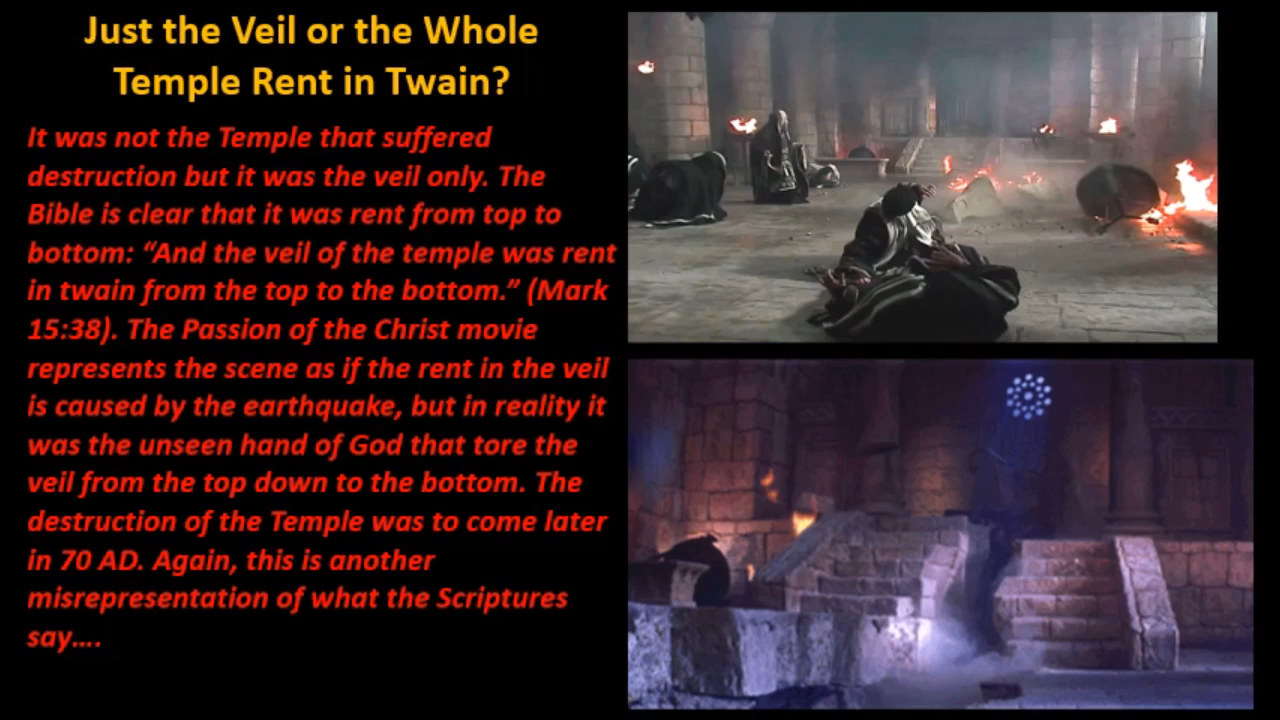 Just the Veil or the Whole
Temple Rent in Twain?
It was not the Temple that suffered
destruction but it was the veil only. The
Bible is clear that it was rent from top to
bottom: “And the veil of the temple was rent
in twain from the top to the bottom.” (Mark
15:38). The Passion of the Christ movie
represents the scene as if the rent in the veil
is caused by the earthquake, but in reality it
was the unseen hand of God that tore the
veil from the top down to the bottom. The
destruction of the Temple was to come later
in 70 AD. Again, this is another
misrepresentation of what the Scriptures
say….